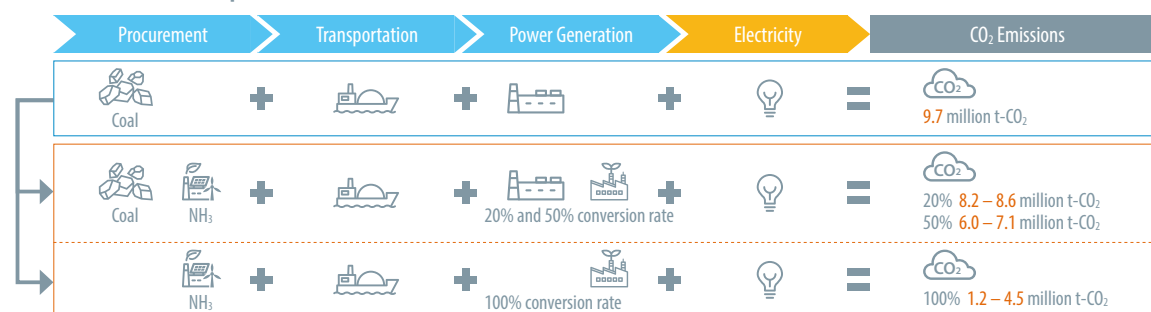 Procurement
Transportation
Power Generation
Electricity
CO₂ Emissions
Coal
CO₂
9.7 million t-CO₂
Coal
NH₃
20% and 50% conversion rate
CO₂
20% 8.2 – 8.6 million t-CO₂
50% 6.0 – 7.1 million t-CO₂
NH₃
100% conversion rate
CO₂
100% 1.2 – 4.5 million t-CO₂